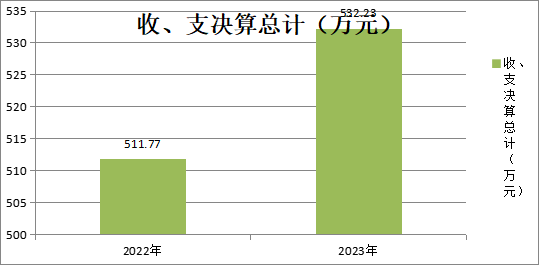 收、支决算总计（万元）
535
530
525
520
515
510
505
500
511.77
532.23
2022年
2023年
收、
支
决
算
总
计
（
万
元）